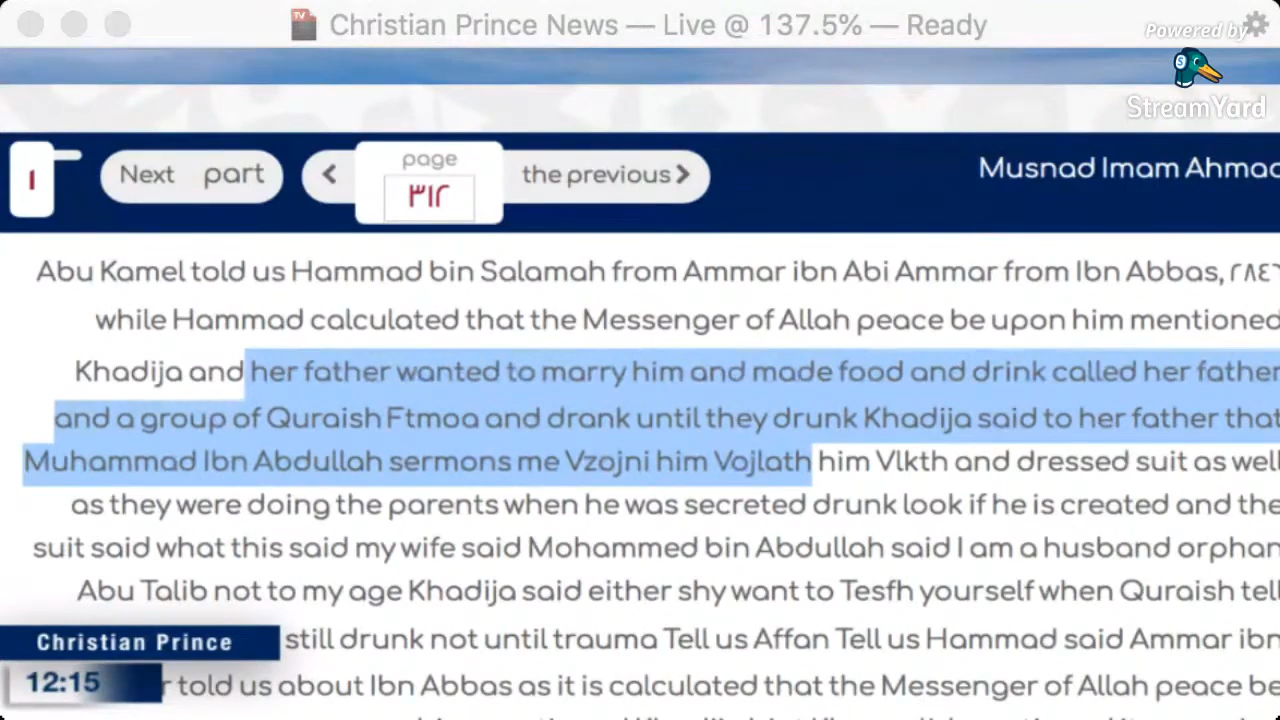 Christian Prince News — Live @ 137.5% — Ready
Powered by
StreamYard
١
Next part
page
٣١٢
the previous
Musnad Imam Ahmad
Abu Kamel told us Hammad bin Salamah from Ammar ibn Abi Ammar from Ibn Abbas,
while Hammad calculated that the Messenger of Allah peace be upon him mentioned
Khadija and her father wanted to marry him and made food and drink called her father
and a group of Quraish Ftmoa and drank until they drunk Khadija said to her father that
Muhammad Ibn Abdullah sermons me Vzojni him Vojlath him Vlkth and dressed suit as well
as they were doing the parents when he was secreted drunk look if he is created and the
suit said what this said my wife said Mohammed bin Abdullah said I am a husband orphan
Abu Talib not to my age Khadija said either shy want to Tesfh yourself when Quraish tell
still drunk not until trauma Tell us Affan Tell us Hammad said Ammar ibn
Christian Prince
12:15
r told us about Ibn Abbas as it is calculated that the Messenger of Allah peace be